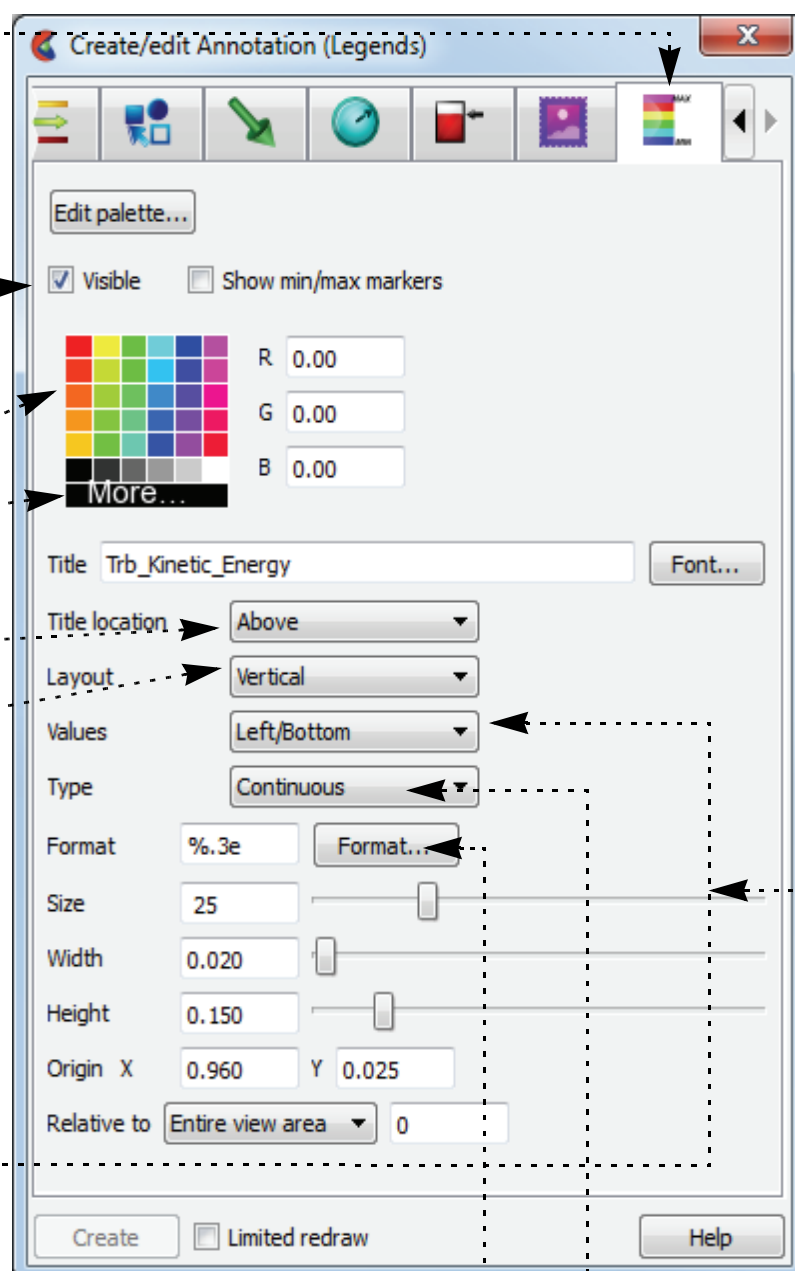 Create/edit Annotation (Legends)
MAX
Edit palette...
Visible Show min/max markers
R 0.00
G 0.00
B 0.00
More...
Title Trb_Kinetic_Energy Font...
Title location Above
Layout Vertical
Values Left/Bottom
Type Continuous
Format %.3e Format...
Size 25
Width 0.020
Height 0.150
Origin X 0.960 Y 0.025
Relative to Entire view area 0
Create Limited redraw Help